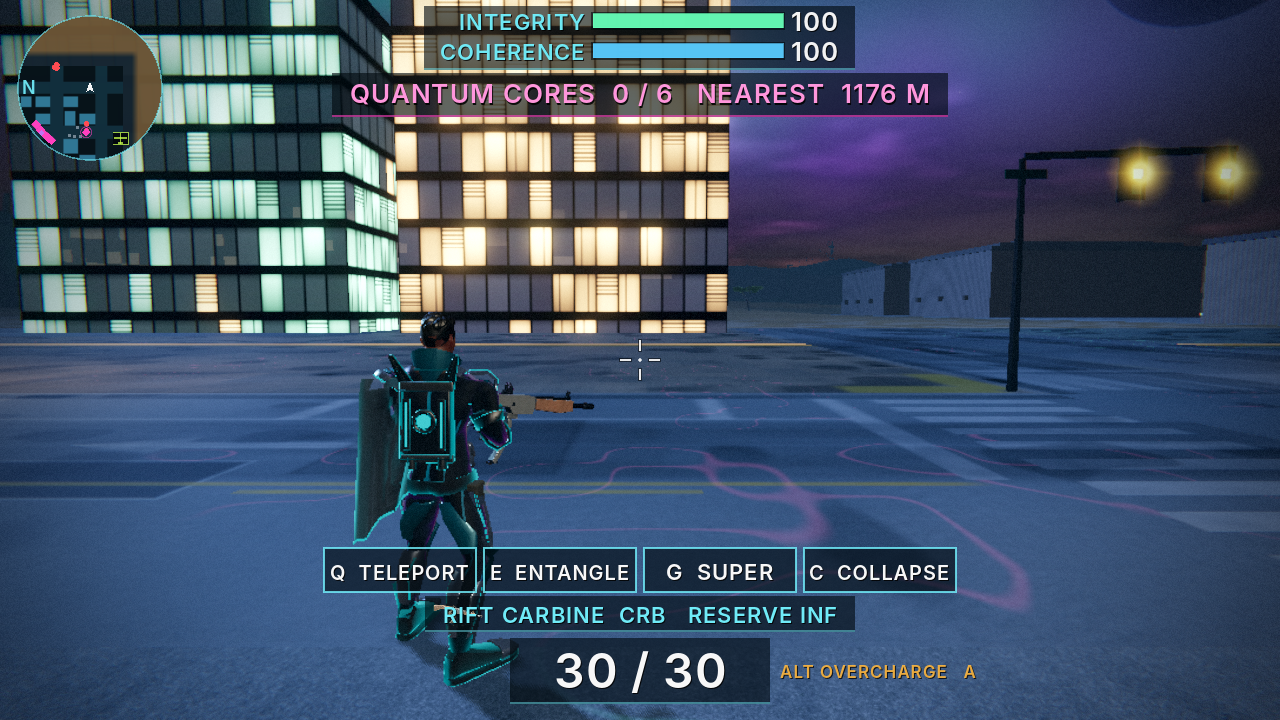 INTEGRITY 100
COHERENCE 100
QUANTUM CORES 0 / 6 NEAREST 1176 M
N
Q TELEPORT E ENTANGLE G SUPER C COLLAPSE
RIFT CARBINE CRB RESERVE INF
30 / 30
ALT OVERCHARGE A